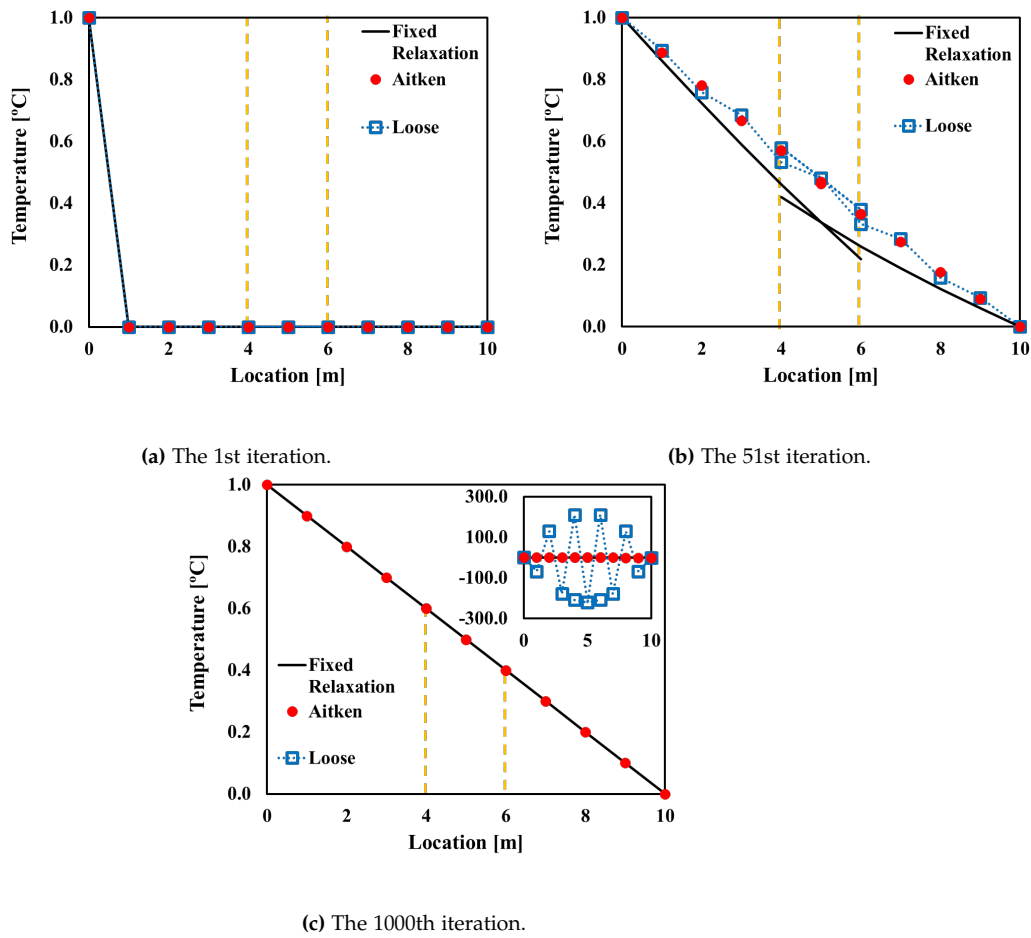 Temperature [ºC]
1.0
0.8
0.6
0.4
0.2
0.0
0 2 4 6 8 10
Location [m]
Fixed
Relaxation
Aitken
Loose
(a) The 1st iteration.
Temperature [ºC]
1.0
0.8
0.6
0.4
0.2
0.0
0 2 4 6 8 10
Location [m]
Fixed
Relaxation
Aitken
Loose
(b) The 51st iteration.
Temperature [ºC]
1.0
0.8
0.6
0.4
0.2
0.0
0 2 4 6 8 10
Location [m]
300.0
100.0
-100.0
-300.0
0 5 10
Fixed
Relaxation
Aitken
Loose
(c) The 1000th iteration.